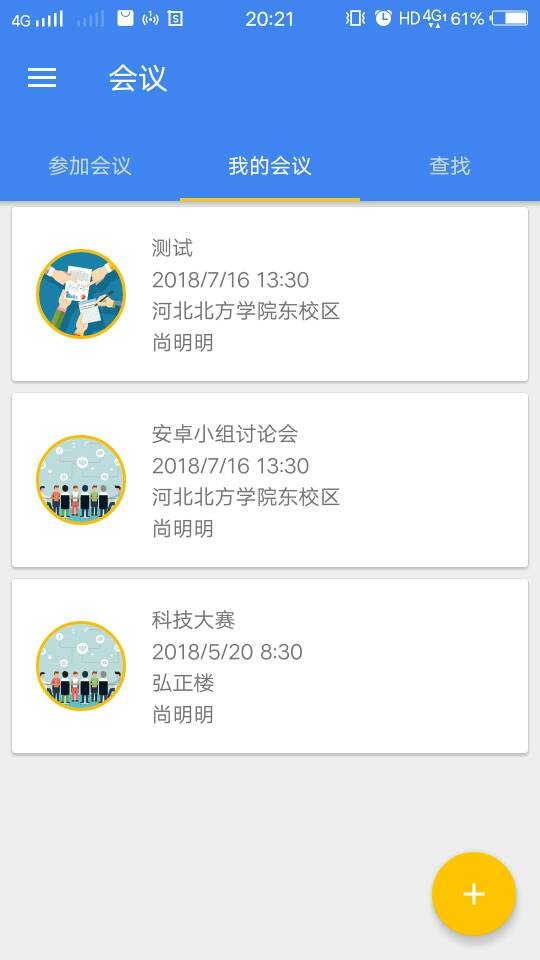 4G 20:21 HD 4G 61%
会议
参加会议 我的会议 查找
测试
2018/7/16 13:30
河北北方学院东校区
尚明明
安卓小组讨论会
2018/7/16 13:30
河北北方学院东校区
尚明明
科技大赛
2018/5/20 8:30
弘正楼
尚明明
+